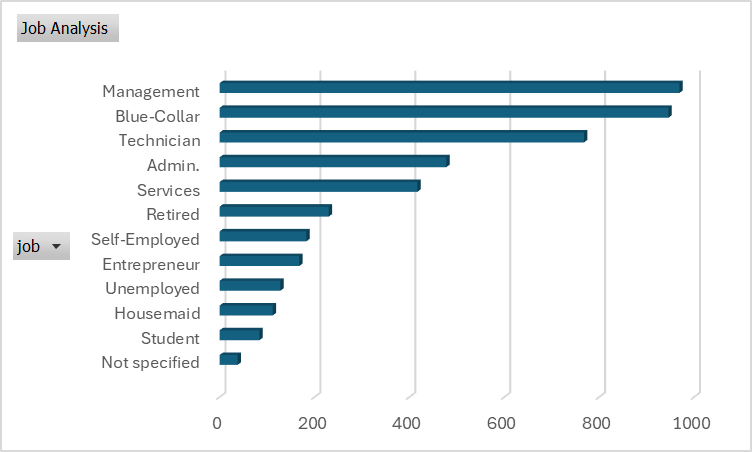 Job Analysis
Management
Blue-Collar
Technician
Admin.
Services
Retired
Self-Employed
Entrepreneur
Unemployed
Housemaid
Student
Not specified
job
0 200 400 600 800 1000